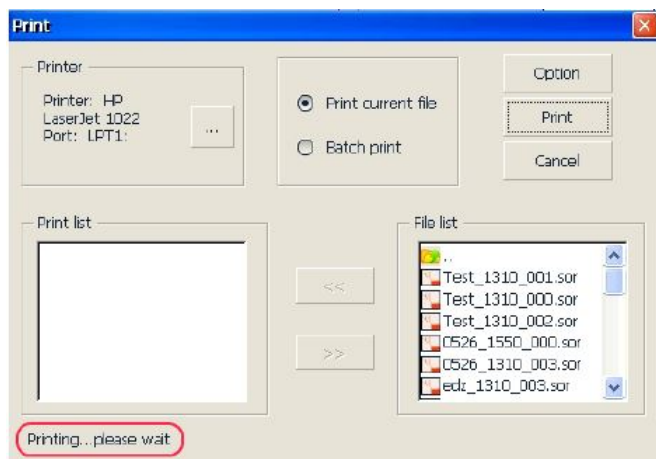 Print
Printer
Printer: HP
LaserJet 1022
Port: LPT1:
...
Print current file
Batch print
Option
Print
Cancel
Print list
<<
>>
File list
..
Test_1310_001.sor
Test_1310_000.sor
Test_1310_002.sor
0526_1550_000.sor
0526_1310_003.sor
edz_1310_003.sor
Printing...please wait